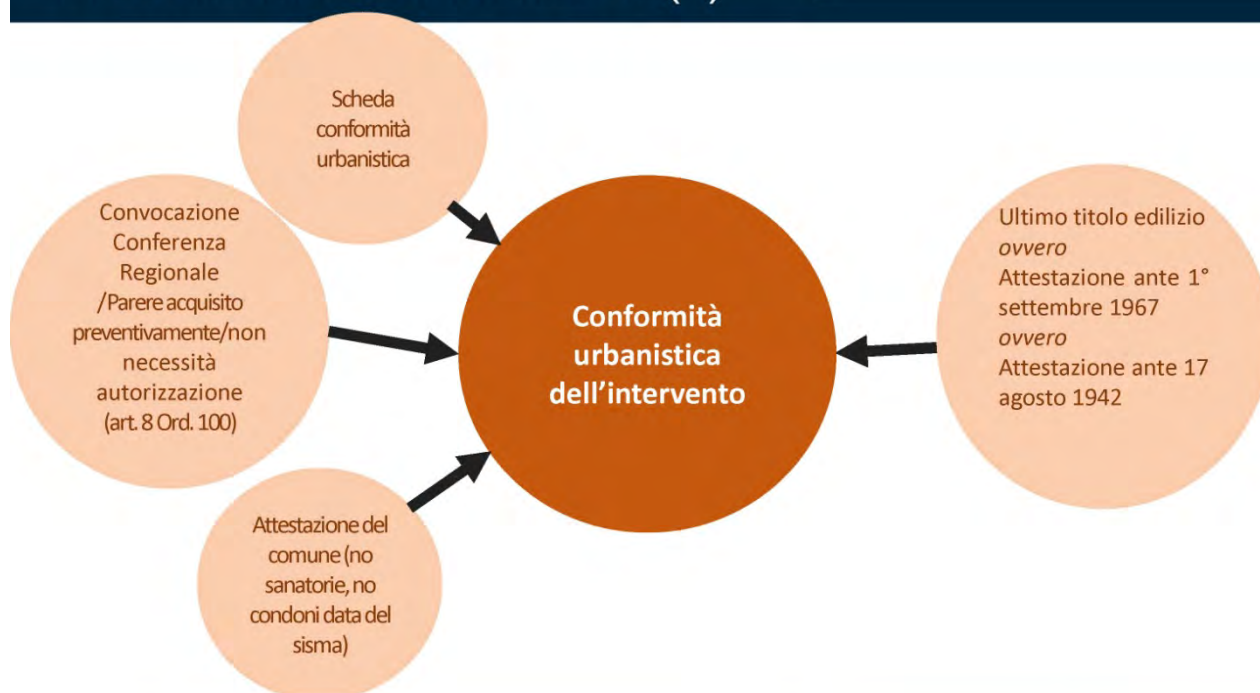 Scheda
conformità
urbanistica
Convocazione
Conferenza
Regionale
/Parere acquisito
preventivamente/non
necessità
autorizzazione
(art. 8 Ord. 100)
Attestazione del
comune (no
sanatorie, no
condoni data del
sisma)
Conformità
urbanistica
dell’intervento
Ultimo titolo edilizio
ovvero
Attestazione ante 1°
settembre 1967
ovvero
Attestazione ante 17
agosto 1942